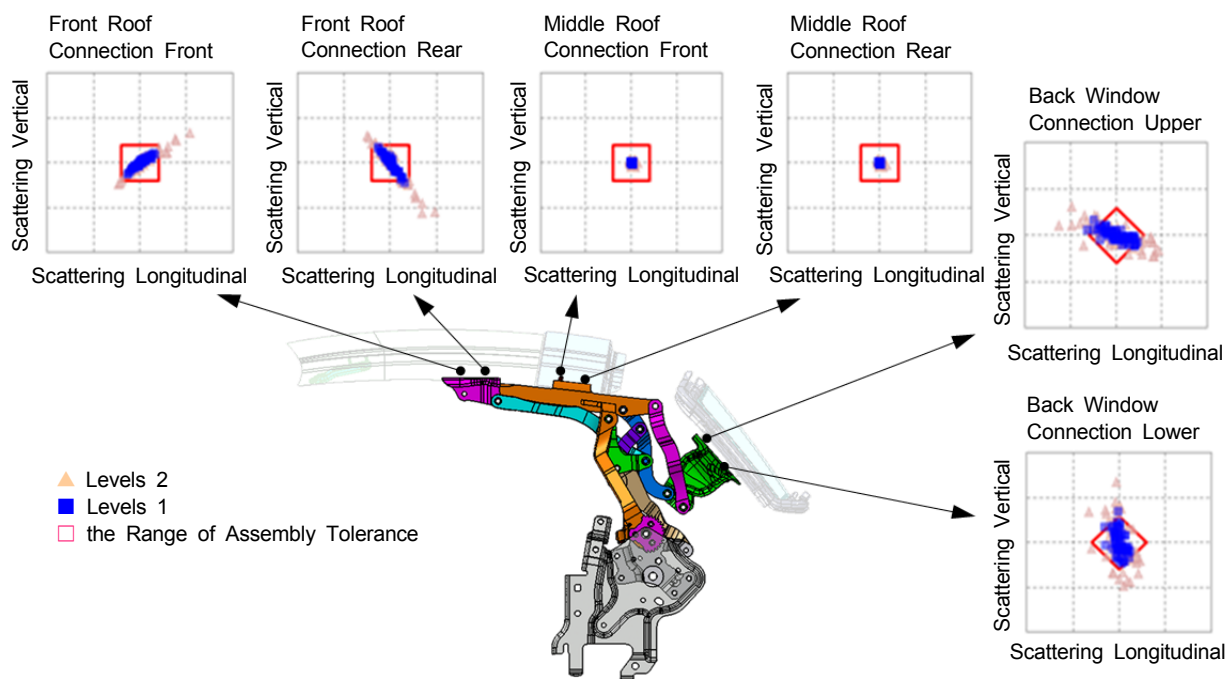 Front Roof
Connection Front
Scattering Vertical
Scattering Longitudinal
Front Roof
Connection Rear
Scattering Vertical
Scattering Longitudinal
Middle Roof
Connection Front
Scattering Vertical
Scattering Longitudinal
Middle Roof
Connection Rear
Scattering Vertical
Scattering Longitudinal
Back Window
Connection Upper
Scattering Vertical
Scattering Longitudinal
Back Window
Connection Lower
Scattering Vertical
Scattering Longitudinal
Levels 2
Levels 1
the Range of Assembly Tolerance